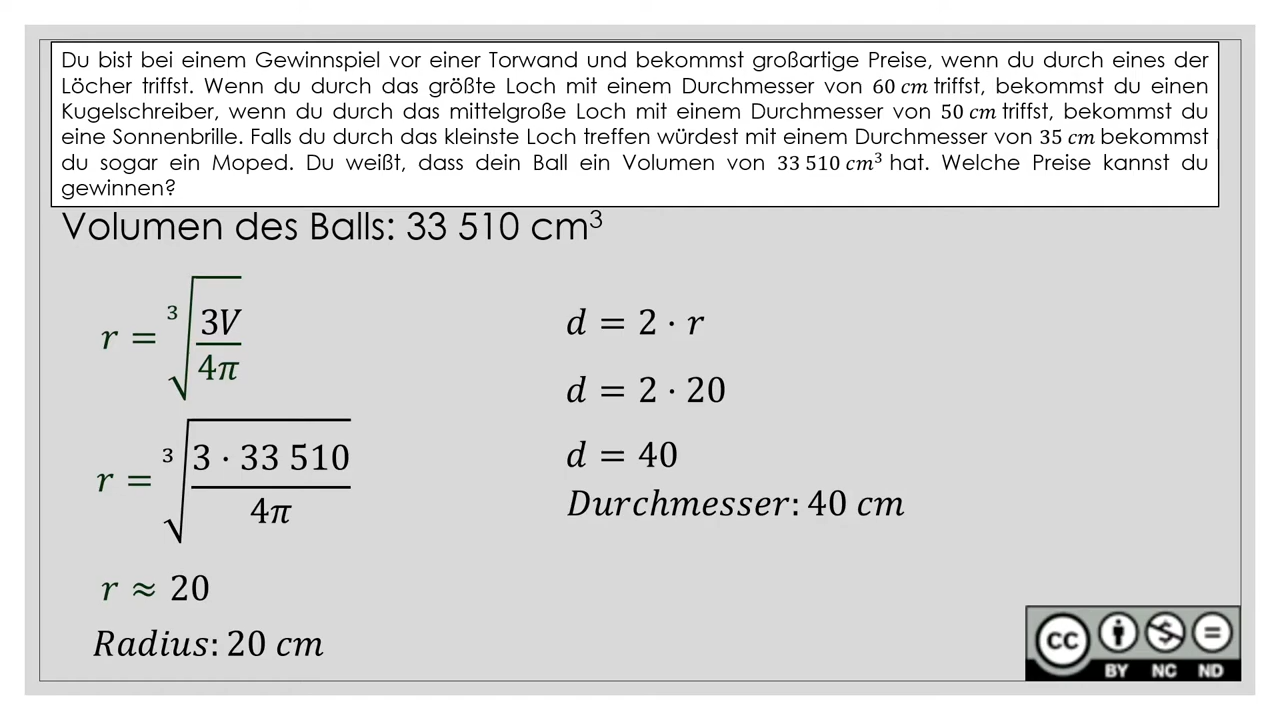 Du bist bei einem Gewinnspiel vor einer Torwand und bekommst großartige Preise, wenn du durch eines der
Löcher triffst. Wenn du durch das größte Loch mit einem Durchmesser von 60 cm triffst, bekommst du einen
Kugelschreiber, wenn du durch das mittelgroße Loch mit einem Durchmesser von 50 cm triffst, bekommst du
eine Sonnenbrille. Falls du durch das kleinste Loch treffen würdest mit einem Durchmesser von 35 cm bekommst
du sogar ein Moped. Du weißt, dass dein Ball ein Volumen von 33 510 cm³ hat. Welche Preise kannst du
gewinnen?
Volumen des Balls: 33 510 cm³
r = ∛(3V/4π)
r = ∛(3 · 33 510/4π)
r ≈ 20
Radius: 20 cm
d = 2 · r
d = 2 · 20
d = 40
Durchmesser: 40 cm
cc
BY NC ND